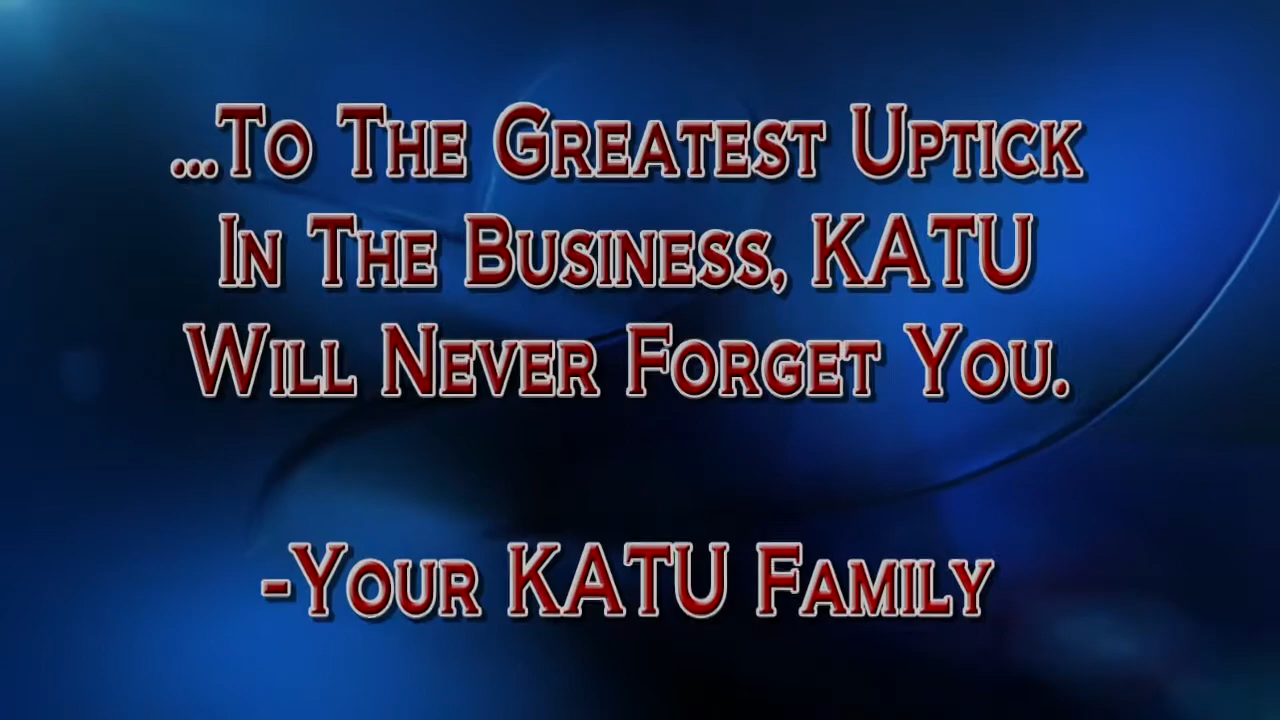 ...To The Greatest Uptick
In The Business, KATU
Will Never Forget You.
-Your KATU Family